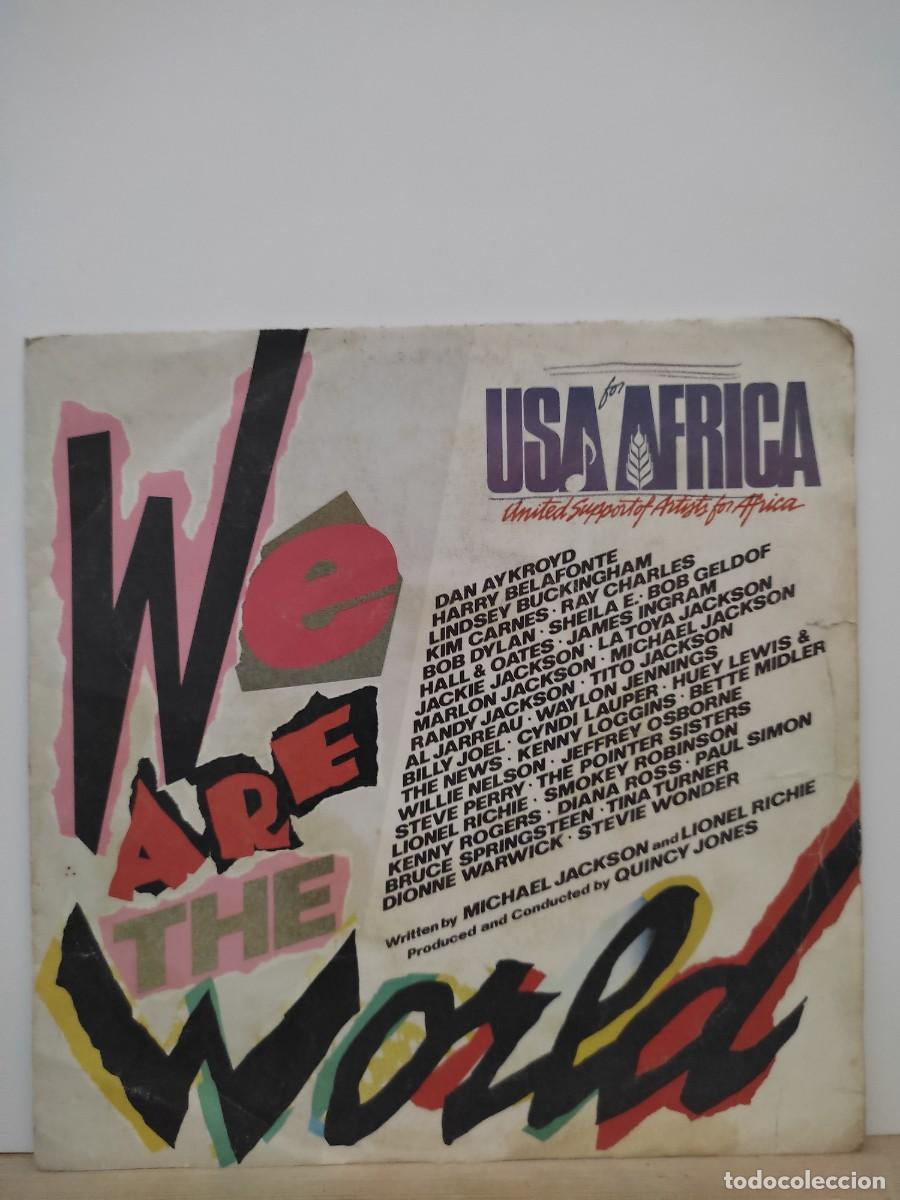 We
ARE
THE
World
USA for AFRICA
United Support of Artists for Africa
DAN AYKROYD
HARRY BELAFONTE
LINDSEY BUCKINGHAM
KIM CARNES · RAY CHARLES
BOB DYLAN · SHEILA E. · BOB GELDOF
HALL & OATES · JAMES INGRAM
JACKIE JACKSON · LA TOYA JACKSON
MARLON JACKSON · MICHAEL JACKSON
RANDY JACKSON · TITO JACKSON
AL JARREAU · WAYLON JENNINGS
BILLY JOEL · CYNDI LAUPER · HUEY LEWIS &
THE NEWS · KENNY LOGGINS · BETTE MIDLER
WILLIE NELSON · JEFFREY OSBORNE
STEVE PERRY · THE POINTER SISTERS
LIONEL RICHIE · SMOKEY ROBINSON
KENNY ROGERS · DIANA ROSS · PAUL SIMON
BRUCE SPRINGSTEEN · TINA TURNER
DIONNE WARWICK · STEVIE WONDER
Written by MICHAEL JACKSON and LIONEL RICHIE
Produced and Conducted by QUINCY JONES
todocoleccion